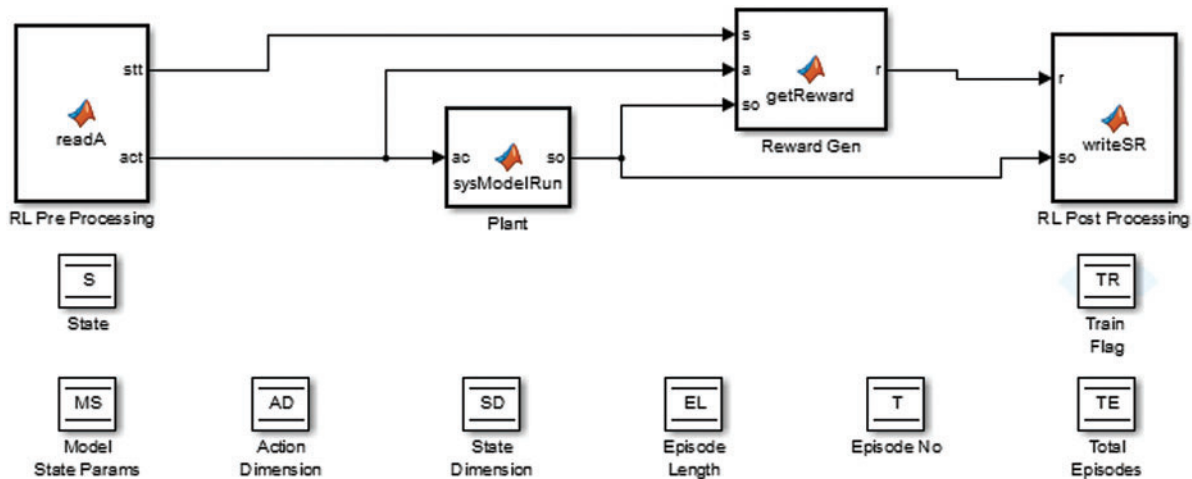 stt
readA
act
RL Pre Processing
ac
so
sysModelRun
Plant
s
a
so
r
getReward
Reward Gen
r
so
writeSR
RL Post Processing
S
State
TR
Train
Flag
MS
Model
State Params
AD
Action
Dimension
SD
State
Dimension
EL
Episode
Length
T
Episode No
TE
Total
Episodes